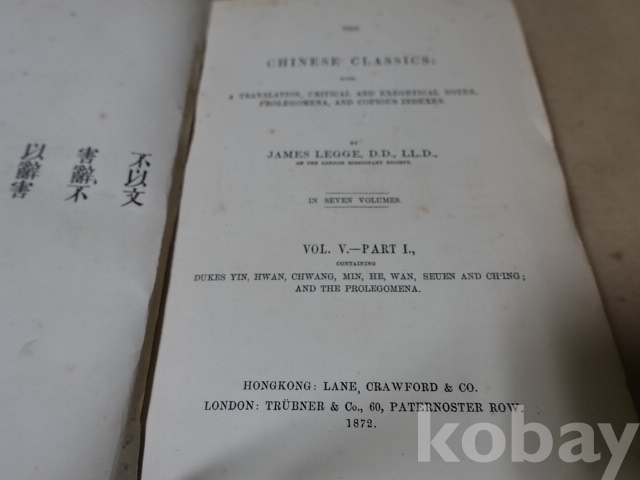 不以文
害辭不
以辭害
THE
CHINESE CLASSICS:
WITH
A TRANSLATION, CRITICAL AND EXEGETICAL NOTES,
PROLEGOMENA, AND COPIOUS INDEXES.
BY
JAMES LEGGE, D.D., LL.D.,
OF THE LONDON MISSIONARY SOCIETY.
IN SEVEN VOLUMES.
VOL. V.—PART I.,
CONTAINING
DUKES YIN, HWAN, CHWANG, MIN, HE, WAN, SEUEN AND CH'ING;
AND THE PROLEGOMENA.
HONGKONG: LANE, CRAWFORD & CO.
LONDON: TRÜBNER & Co., 60, PATERNOSTER ROW.
1872.
kobay